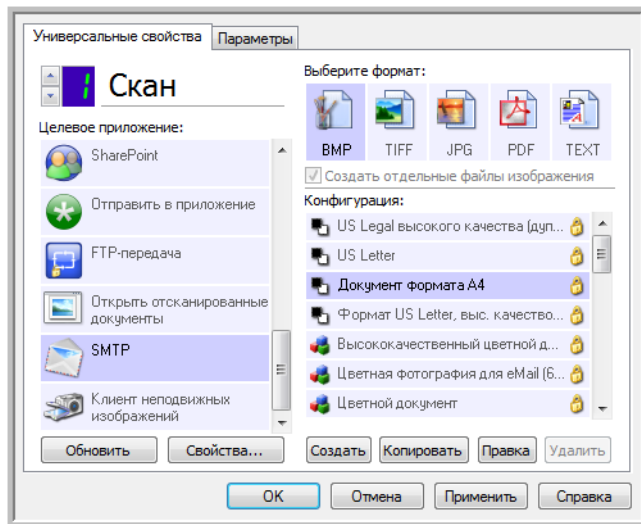 Универсальные свойства
Параметры
1
Скан
Целевое приложение:
SharePoint
Отправить в приложение
FTP-передача
Открыть отсканированные
документы
SMTP
Клиент неподвижных
изображений
Обновить
Свойства...
Выберите формат:
BMP
TIFF
JPG
PDF
TEXT
Создать отдельные файлы изображения
Конфигурация:
US Legal высокого качества (дуп...
US Letter
Документ формата A4
Формат US Letter, выс. качество...
Высококачественный цветной д...
Цветная фотография для eMail (6...
Цветной документ
Создать
Копировать
Правка
Удалить
OK
Отмена
Применить
Справка